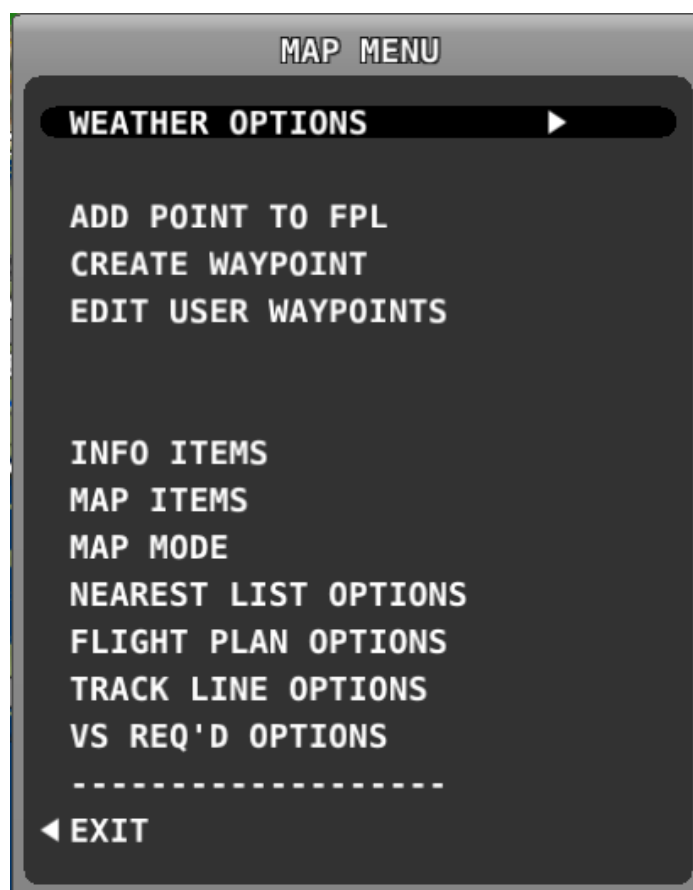 MAP MENU
WEATHER OPTIONS
ADD POINT TO FPL
CREATE WAYPOINT
EDIT USER WAYPOINTS
INFO ITEMS
MAP ITEMS
MAP MODE
NEAREST LIST OPTIONS
FLIGHT PLAN OPTIONS
TRACK LINE OPTIONS
VS REQ'D OPTIONS
-------------------
EXIT